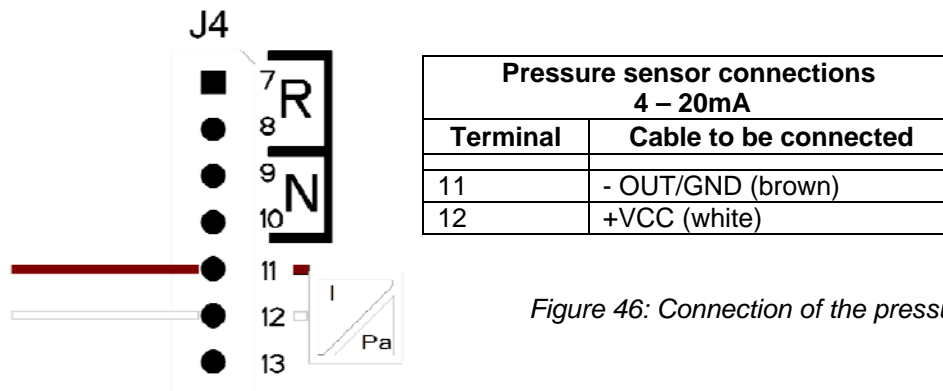 J4
7
R
8
9
N
10
11
12
13
I
Pa
Pressure sensor connections
4 – 20mA
Terminal Cable to be connected
11 - OUT/GND (brown)
12 +VCC (white)
Figure 46: Connection of the pressu